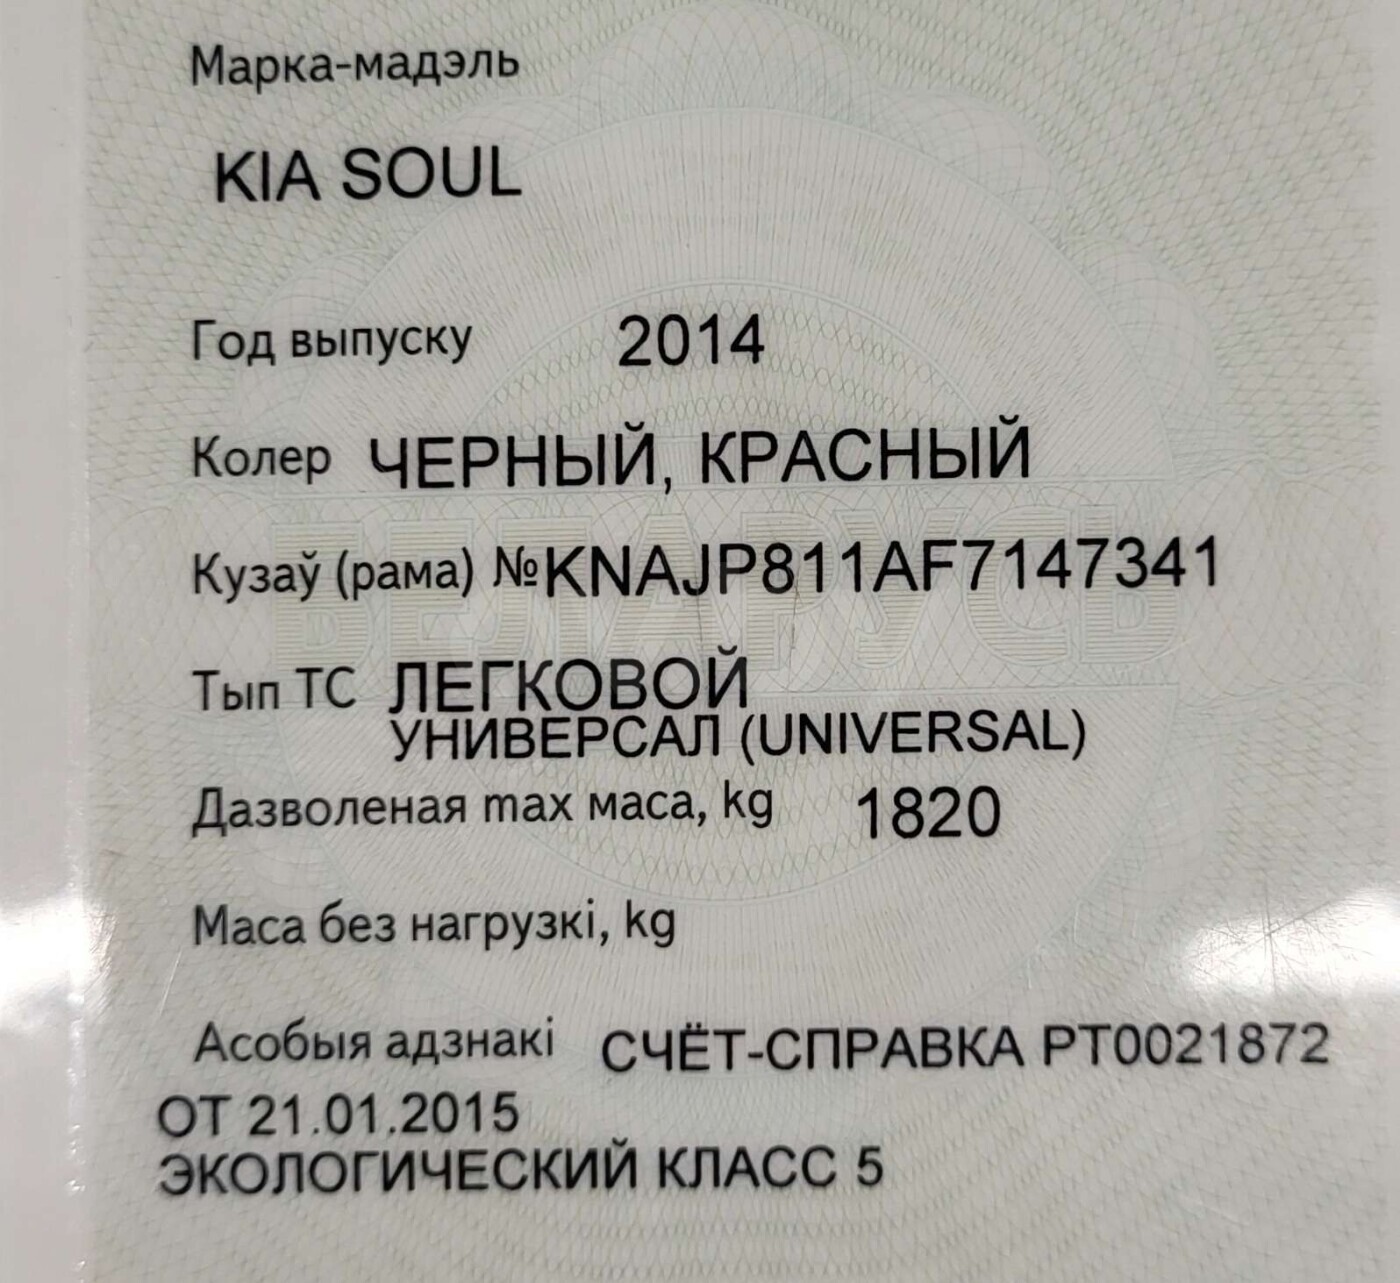 Марка-мадэль
KIA SOUL
Год выпуску 2014
Колер ЧЕРНЫЙ, КРАСНЫЙ
БЕЛАРУСЬ
Кузаў (рама) №KNAJP811AF7147341
Тып ТС ЛЕГКОВОЙ
УНИВЕРСАЛ (UNIVERSAL)
Дазволеная max маса, kg 1820
Маса без нагрузкі, kg
Асобыя адзнакі СЧЁТ-СПРАВКА РТ0021872
ОТ 21.01.2015
ЭКОЛОГИЧЕСКИЙ КЛАСС 5